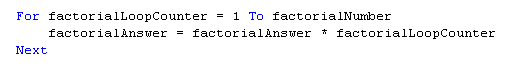 For factorialLoopCounter = 1 To factorialNumber
    factorialAnswer = factorialAnswer * factorialLoopCounter
Next